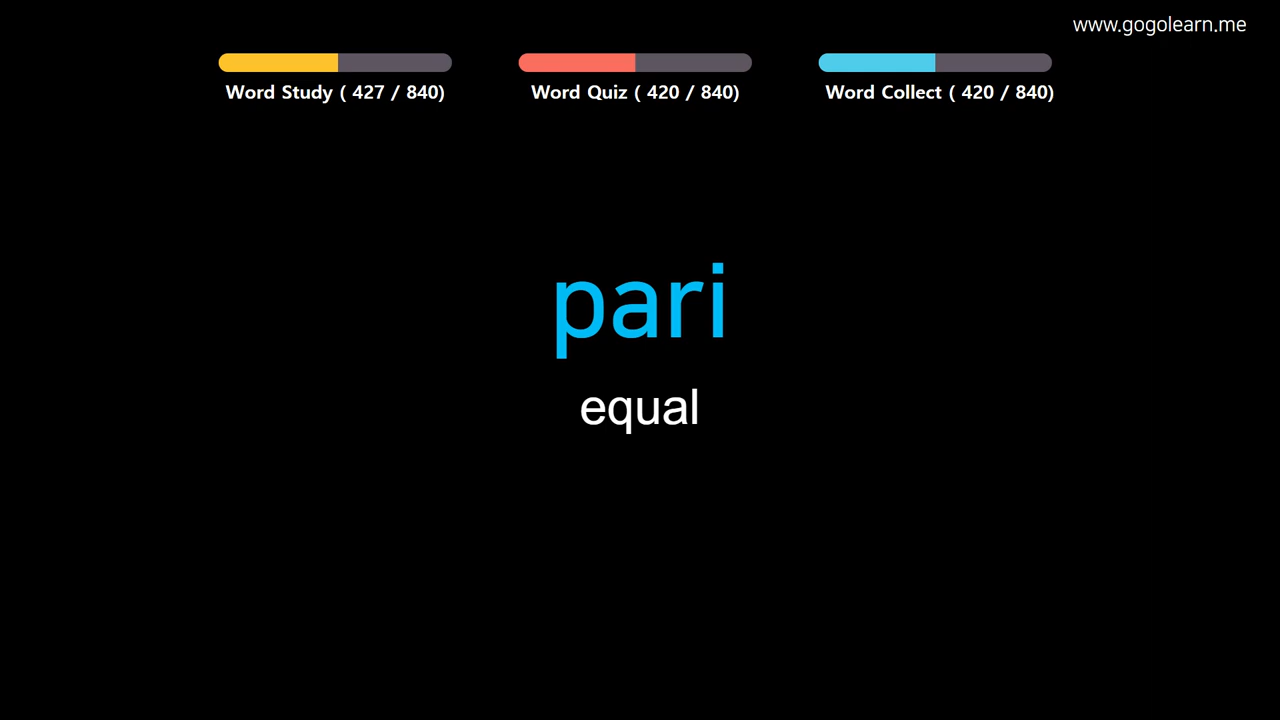 www.gogolearn.me
Word Study ( 427 / 840)
Word Quiz ( 420 / 840)
Word Collect ( 420 / 840)
pari
equal